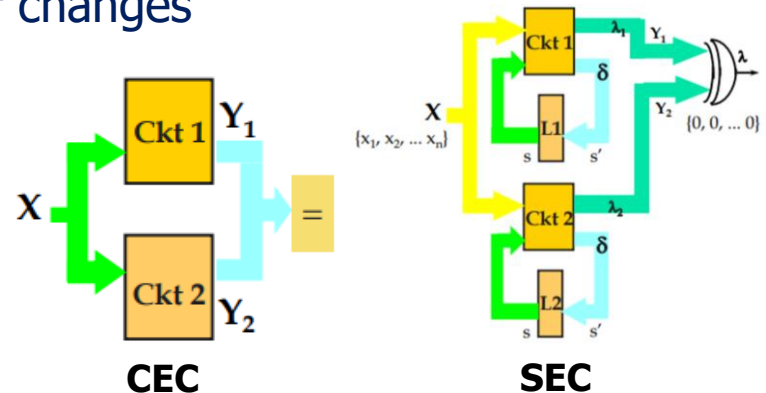 changes
Ckt 1
Y₁
X
=
Ckt 2
Y₂
CEC
Ckt 1
λ₁
Y₁
λ
δ
X
{x₁, x₂, ... xₙ}
L1
s
s′
Y₂
{0, 0, ... 0}
Ckt 2
λ₂
δ
L2
s
s′
SEC